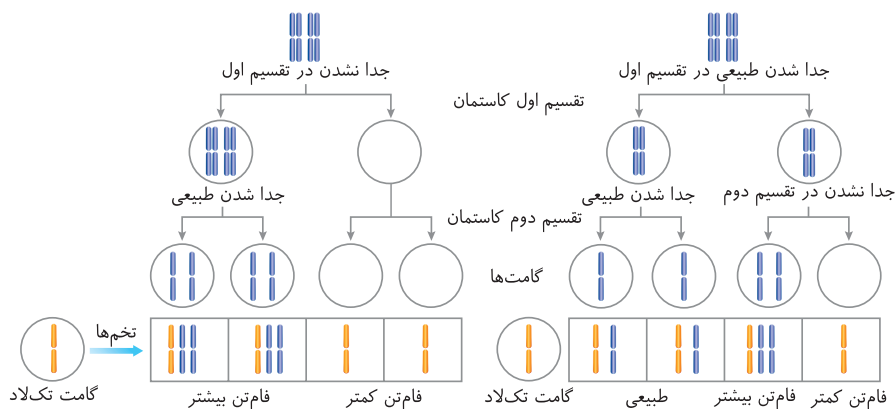 جدا شدن طبیعی در تقسیم اول
جدا نشدن در تقسیم اول
تقسیم اول کاستمان
جدا نشدن در تقسیم دوم
جدا شدن طبیعی
جدا شدن طبیعی
تقسیم دوم کاستمان
گامت‌ها
تخم‌ها
فام‌تن کمتر
فام‌تن بیشتر
طبیعی
گامت تک‌لاد
فام‌تن کمتر
فام‌تن بیشتر
گامت تک‌لاد